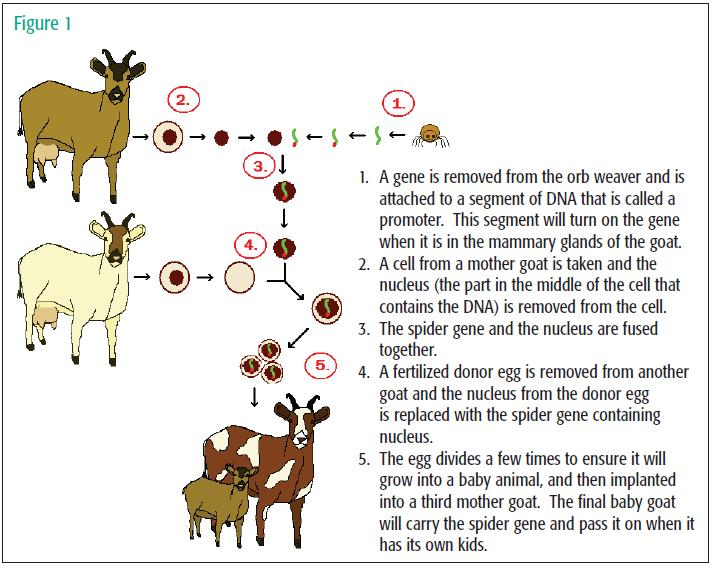 Figure 1
2.
1.
3.
4.
5.
1. A gene is removed from the orb weaver and is
attached to a segment of DNA that is called a
promoter. This segment will turn on the gene
when it is in the mammary glands of the goat.
2. A cell from a mother goat is taken and the
nucleus (the part in the middle of the cell that
contains the DNA) is removed from the cell.
3. The spider gene and the nucleus are fused
together.
4. A fertilized donor egg is removed from another
goat and the nucleus from the donor egg
is replaced with the spider gene containing
nucleus.
5. The egg divides a few times to ensure it will
grow into a baby animal, and then implanted
into a third mother goat. The final baby goat
will carry the spider gene and pass it on when it
has its own kids.